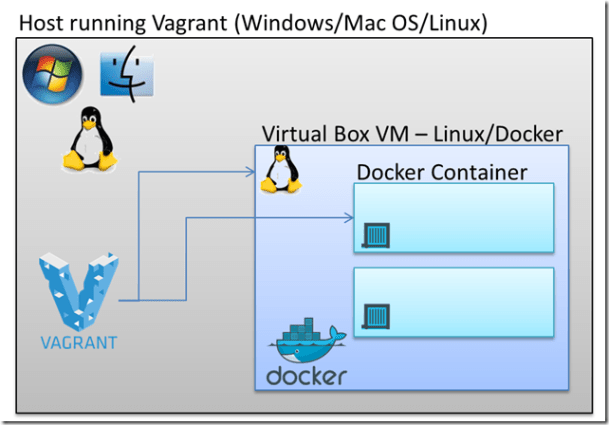 Host running Vagrant (Windows/Mac OS/Linux)
Virtual Box VM – Linux/Docker
Docker Container
VAGRANT
docker